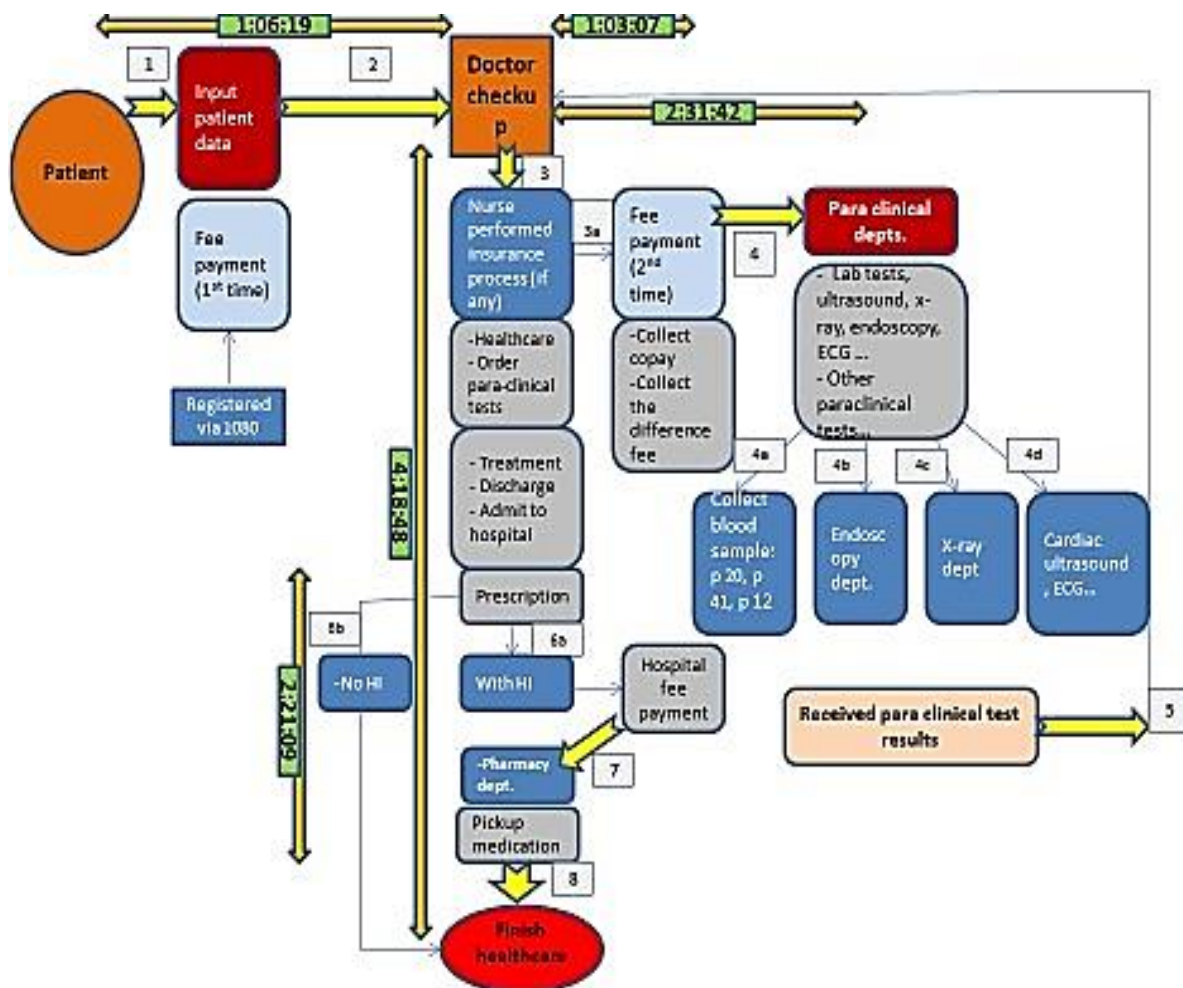 1:06:19
1:03:07
1
2
Input
patient
data
Doctor
checku
p
2:31:42
Patient
3
Nurse
performed
insurance
process (if
any)
3a
Fee
payment
(2nd
time)
4
Para clinical
depts.
Fee
payment
(1st time)
- Lab tests,
ultrasound, x-
ray, endoscopy,
ECG ...
- Other
paraclinical
tests...
-Healthcare
- Order
para-clinical
tests
-Collect
copay
-Collect
the
difference
fee
Registered
via 1080
4:18:48
4a
4b
4c
4d
- Treatment
- Discharge
- Admit to
hospital
Collect
blood
sample:
p 20, p
41, p 12
Endosc
opy
dept.
X-ray
dept
Cardiac
ultrasound
, ECG...
Prescription
6b
6a
2:21:09
-No HI
With HI
Hospital
fee
payment
Received para clinical test
results
5
-Pharmacy
dept.
7
Pickup
medication
8
Finish
healthcare